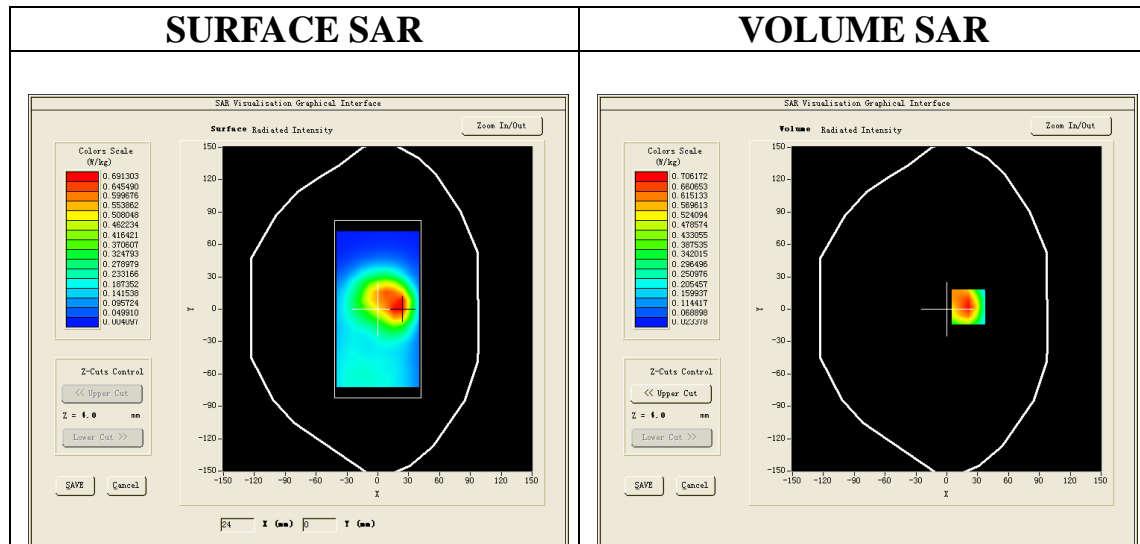 SURFACE SAR
VOLUME SAR
SAR Visualisation Graphical Interface
Surface Radiated Intensity
Zoom In/Out
Colors Scale
(W/kg)
0.691303
0.645490
0.599676
0.553862
0.508048
0.462234
0.416421
0.370607
0.324793
0.278979
0.233166
0.187352
0.141538
0.095724
0.049910
0.004097
150
120
90
60
30
0
-30
-60
-90
-120
-150
Y
-150 -120 -90 -60 -30 0 30 60 90 120 150
X
Z-Cuts Control
<< Upper Cut
Z = 4.0 mm
Lower Cut >>
SAVE Cancel
24 X (mm) 0 Y (mm)
SAR Visualisation Graphical Interface
Volume Radiated Intensity
Zoom In/Out
Colors Scale
(W/kg)
0.706172
0.660653
0.615133
0.569613
0.524094
0.478574
0.433055
0.387535
0.342015
0.296496
0.250976
0.205457
0.159937
0.114417
0.068898
0.023378
150
120
90
60
30
0
-30
-60
-90
-120
-150
Y
-150 -120 -90 -60 -30 0 30 60 90 120 150
X
Z-Cuts Control
<< Upper Cut
Z = 4.0 mm
Lower Cut >>
SAVE Cancel